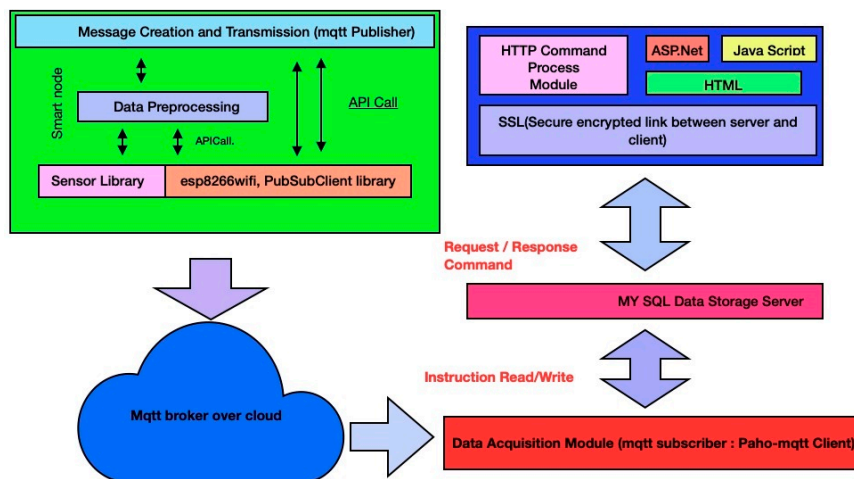 Message Creation and Transmission (mqtt Publisher)
Smart node
API Call
Data Preprocessing
APICall.
Sensor Library
esp8266wifi, PubSubClient library
Mqtt broker over cloud
HTTP Command
Process
Module
ASP.Net
Java Script
HTML
SSL(Secure encrypted link between server and
client)
Request / Response
Command
MY SQL Data Storage Server
Instruction Read/Write
Data Acquisition Module (mqtt subscriber : Paho-mqtt Client)